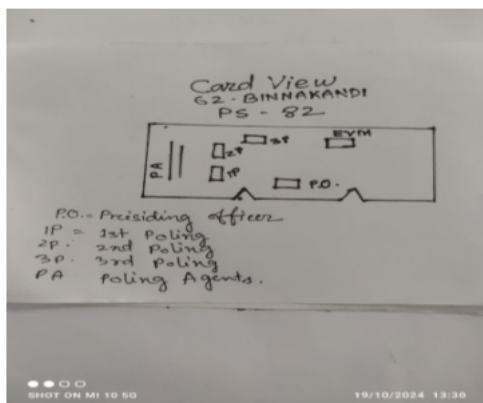 Card View
62-BINNAKANDI
PS - 82
EVM
3P
2P
1P
PA
P.O.
P.O. = Preisiding officer
1P = 1st Poling
2P. 2nd Poling
3P. 3rd Poling
PA Poling Agents.
SHOT ON MI 10 5G
19/10/2024 13:30